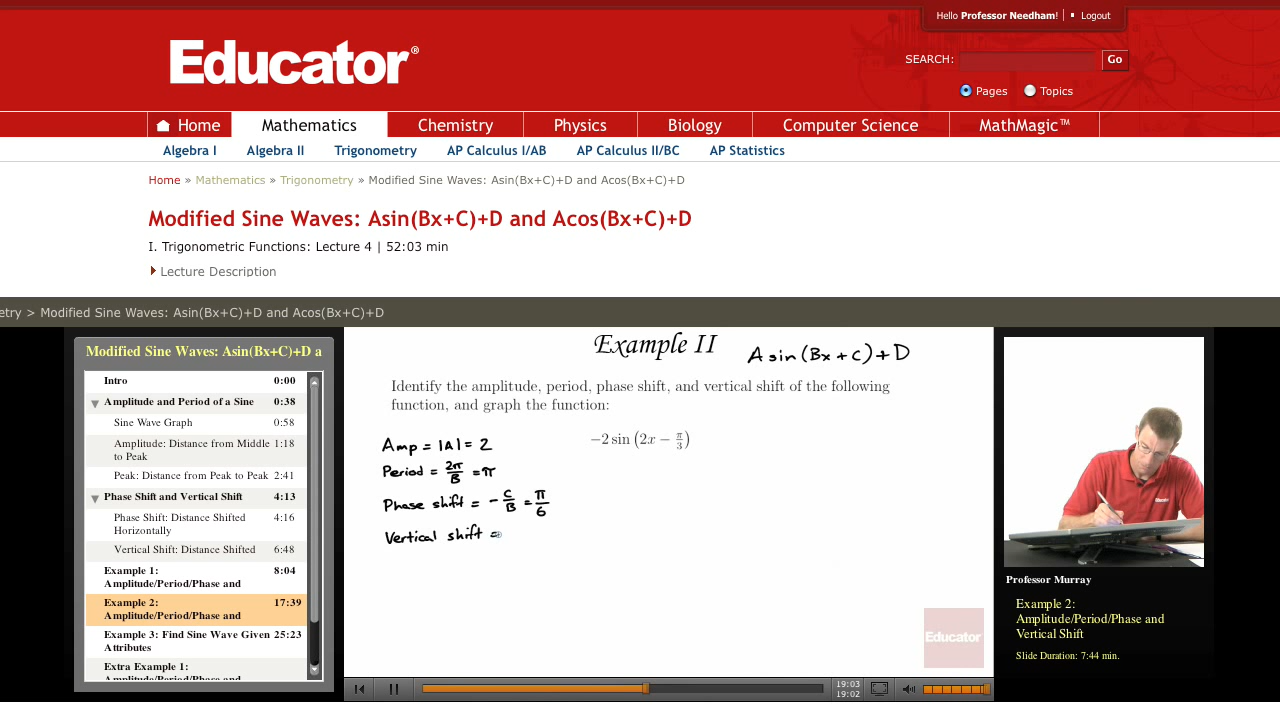 Hello Professor Needham! | ▪ Logout
Educator®
SEARCH: Go
Pages Topics
Home Mathematics Chemistry Physics Biology Computer Science MathMagic™
Algebra I Algebra II Trigonometry AP Calculus I/AB AP Calculus II/BC AP Statistics
Home » Mathematics » Trigonometry » Modified Sine Waves: Asin(Bx+C)+D and Acos(Bx+C)+D
Modified Sine Waves: Asin(Bx+C)+D and Acos(Bx+C)+D
I. Trigonometric Functions: Lecture 4 | 52:03 min
Lecture Description
etry > Modified Sine Waves: Asin(Bx+C)+D and Acos(Bx+C)+D
Modified Sine Waves: Asin(Bx+C)+D a
Intro 0:00
Amplitude and Period of a Sine 0:38
Sine Wave Graph 0:58
Amplitude: Distance from Middle 1:18
to Peak
Peak: Distance from Peak to Peak 2:41
Phase Shift and Vertical Shift 4:13
Phase Shift: Distance Shifted 4:16
Horizontally
Vertical Shift: Distance Shifted 6:48
Example 1: 8:04
Amplitude/Period/Phase and
Example 2: 17:39
Amplitude/Period/Phase and
Example 3: Find Sine Wave Given 25:23
Attributes
Extra Example 1:
Amplitude/Period/Phase and
Example II
A sin(Bx+C)+D
Identify the amplitude, period, phase shift, and vertical shift of the following
function, and graph the function:
−2 sin (2x − π/3)
Amp = |A| = 2
Period = 2π/B = π
Phase shift = −C/B = π/6
Vertical shift =
Educator
19:03
19:02
Educator
Professor Murray
Example 2:
Amplitude/Period/Phase and
Vertical Shift
Slide Duration: 7:44 min.